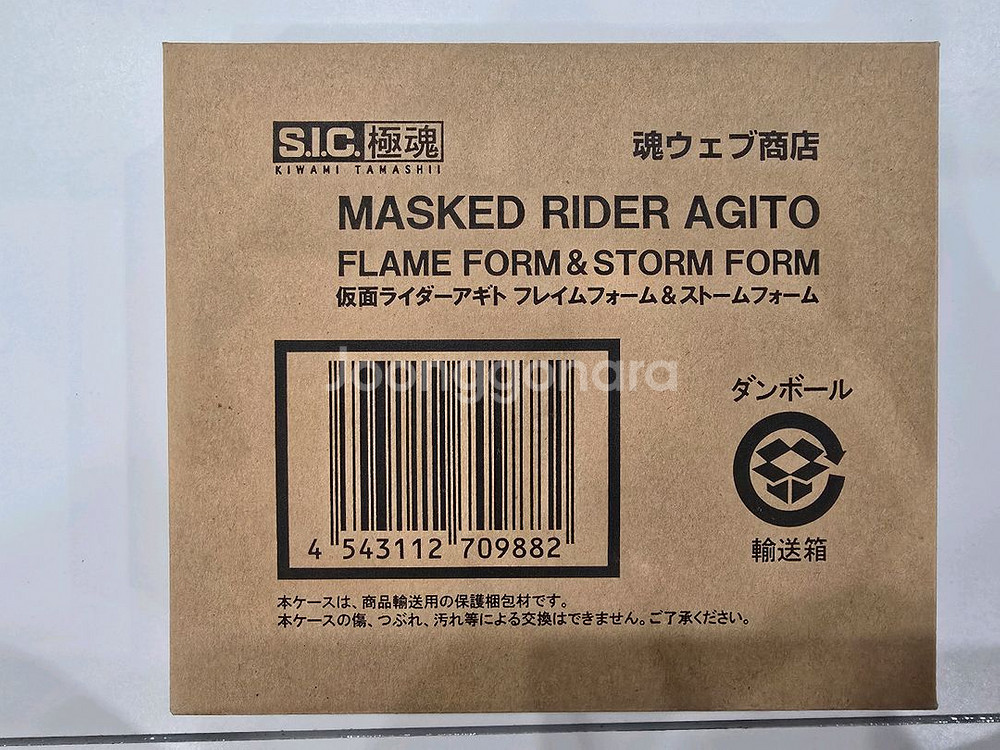 S.I.C. 極魂
KIWAMI TAMASHII
魂ウェブ商店
MASKED RIDER AGITO
FLAME FORM & STORM FORM
仮面ライダーアギト フレイムフォーム&ストームフォーム
Joonggonara
4 543112 709882
ダンボール
輸送箱
本ケースは、商品輸送用の保護梱包材です。
本ケースの傷、つぶれ、汚れ等による交換はできません。ご了承ください。